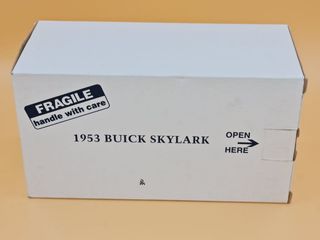 FRAGILE
handle with care
1953 BUICK SKYLARK
OPEN
HERE